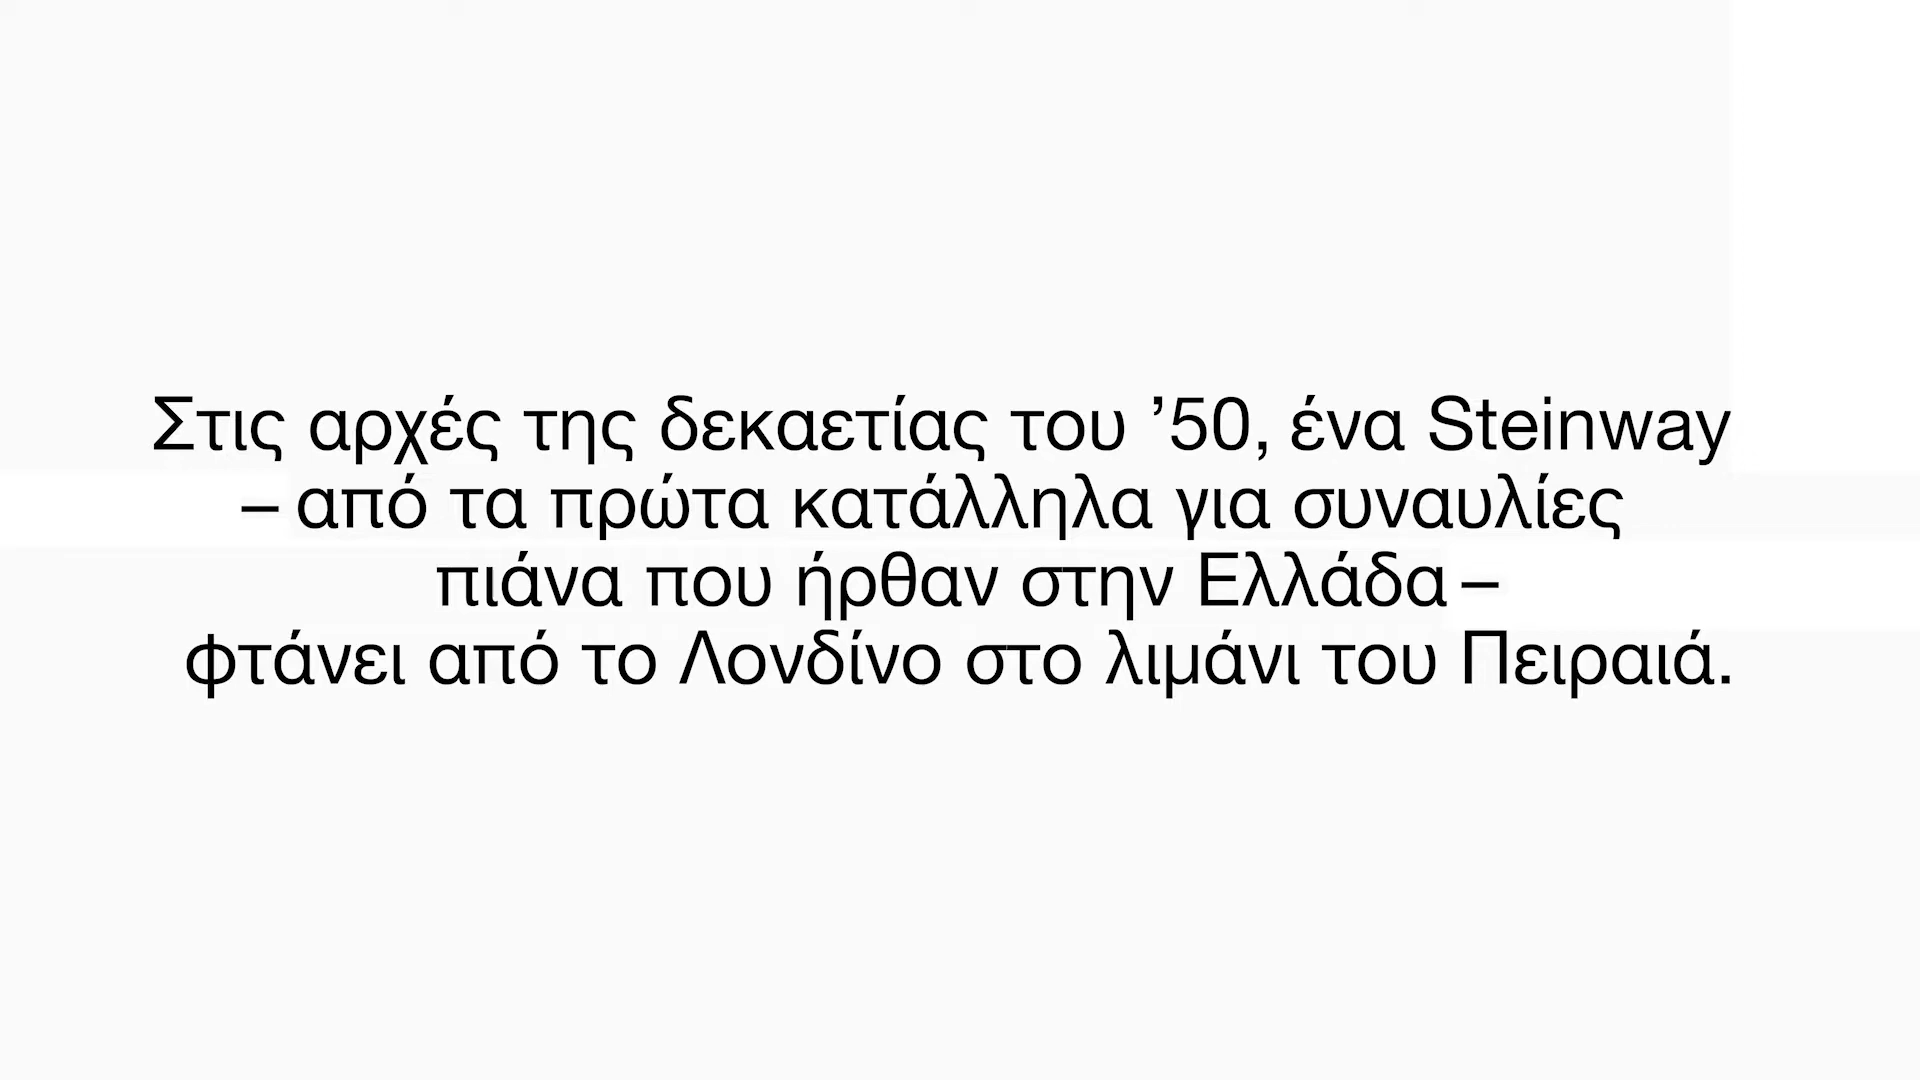 Στις αρχές της δεκαετίας του ’50, ένα Steinway
– από τα πρώτα κατάλληλα για συναυλίες
πιάνα που ήρθαν στην Ελλάδα –
φτάνει από το Λονδίνο στο λιμάνι του Πειραιά.